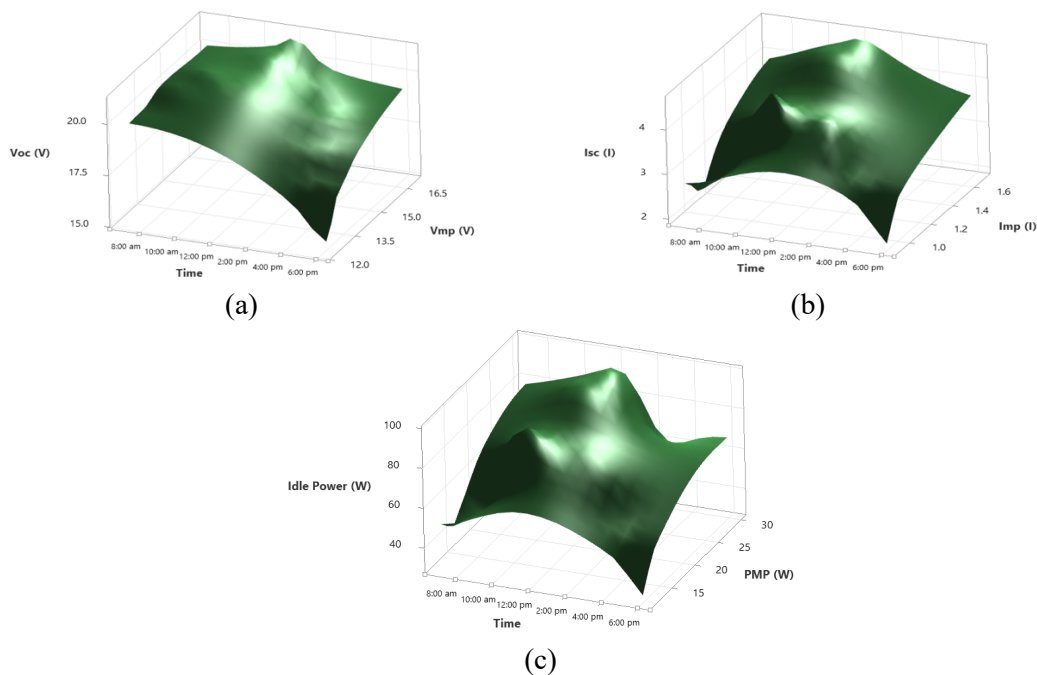 20.0
Voc (V)
17.5
15.0
8:00 am
10:00 am
12:00 pm
2:00 pm
4:00 pm
6:00 pm
Time
16.5
15.0
Vmp (V)
13.5
12.0
(a)
4
Isc (I)
3
2
8:00 am
10:00 am
12:00 pm
2:00 pm
4:00 pm
6:00 pm
Time
1.6
1.4
Imp (I)
1.2
1.0
(b)
100
80
Idle Power (W)
60
40
8:00 am
10:00 am
12:00 pm
2:00 pm
4:00 pm
6:00 pm
Time
30
25
PMP (W)
20
15
(c)